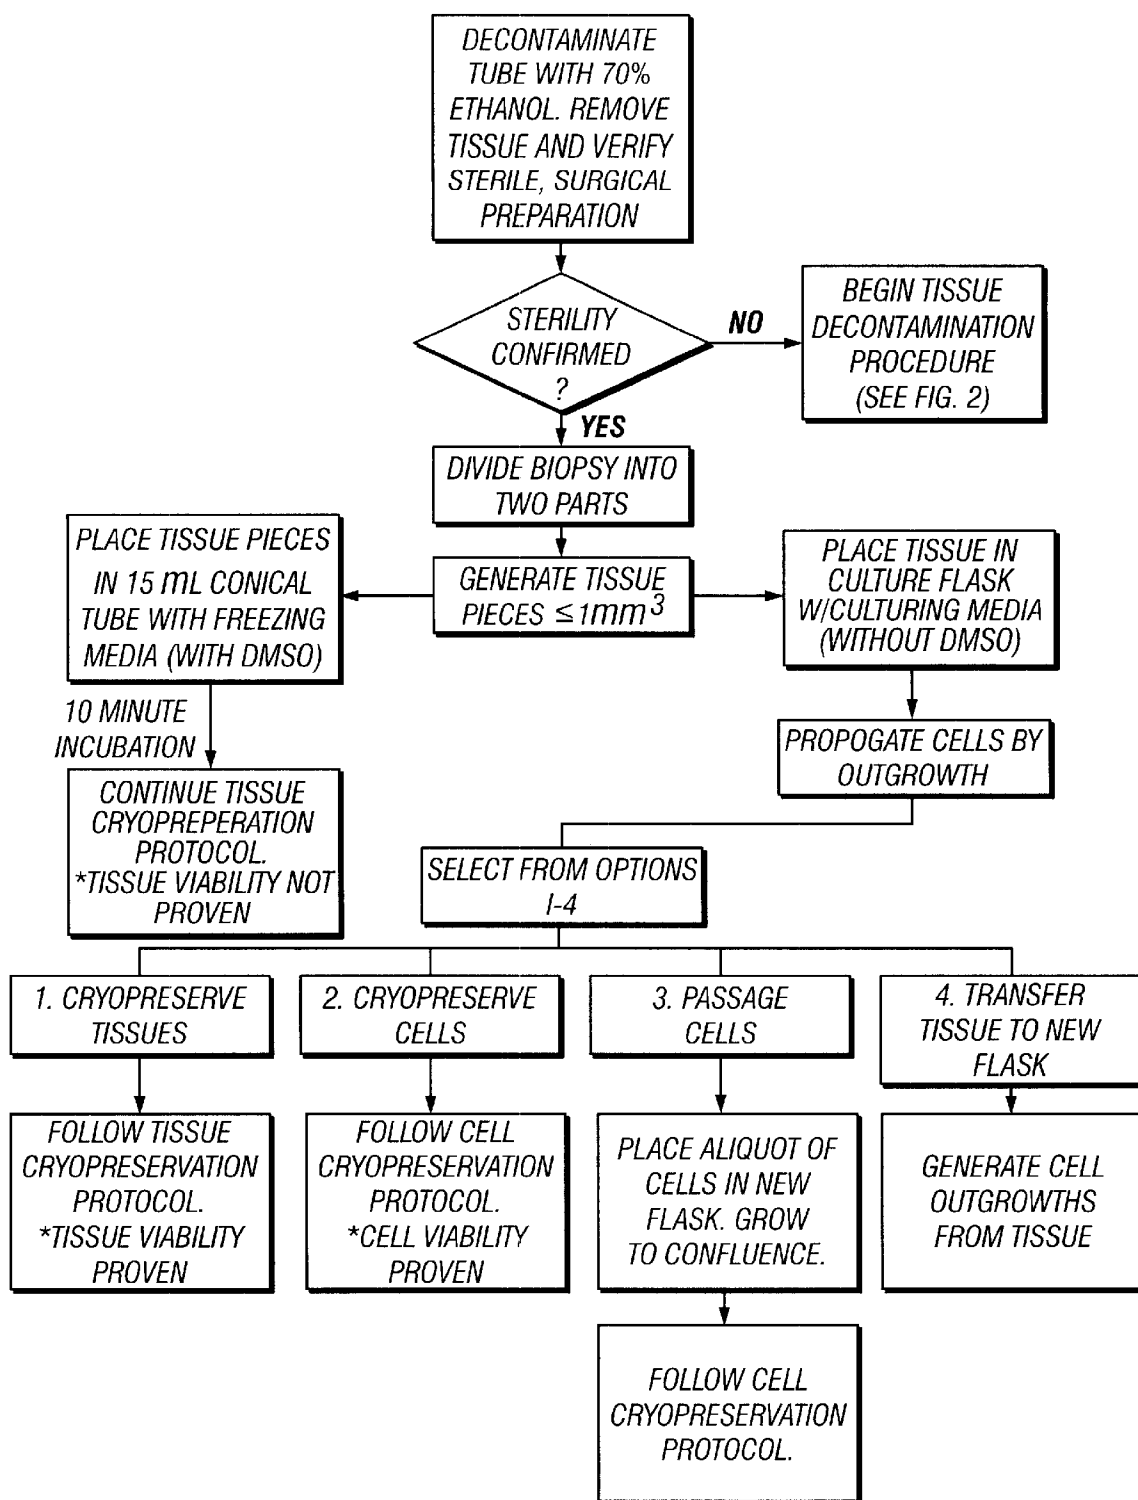 DECONTAMINATE
TUBE WITH 70%
ETHANOL. REMOVE
TISSUE AND VERIFY
STERILE, SURGICAL
PREPARATION
STERILITY
CONFIRMED
?
NO
BEGIN TISSUE
DECONTAMINATION
PROCEDURE
(SEE FIG. 2)
YES
DIVIDE BIOPSY INTO
TWO PARTS
GENERATE TISSUE
PIECES ≤1mm³
PLACE TISSUE PIECES
IN 15 mL CONICAL
TUBE WITH FREEZING
MEDIA (WITH DMSO)
10 MINUTE
INCUBATION
CONTINUE TISSUE
CRYOPREPERATION
PROTOCOL.
*TISSUE VIABILITY NOT
PROVEN
PLACE TISSUE IN
CULTURE FLASK
W/CULTURING MEDIA
(WITHOUT DMSO)
PROPOGATE CELLS BY
OUTGROWTH
SELECT FROM OPTIONS
I-4
1. CRYOPRESERVE
TISSUES
FOLLOW TISSUE
CRYOPRESERVATION
PROTOCOL.
*TISSUE VIABILITY
PROVEN
2. CRYOPRESERVE
CELLS
FOLLOW CELL
CRYOPRESERVATION
PROTOCOL.
*CELL VIABILITY
PROVEN
3. PASSAGE
CELLS
PLACE ALIQUOT OF
CELLS IN NEW
FLASK. GROW
TO CONFLUENCE.
FOLLOW CELL
CRYOPRESERVATION
PROTOCOL.
4. TRANSFER
TISSUE TO NEW
FLASK
GENERATE CELL
OUTGROWTHS
FROM TISSUE